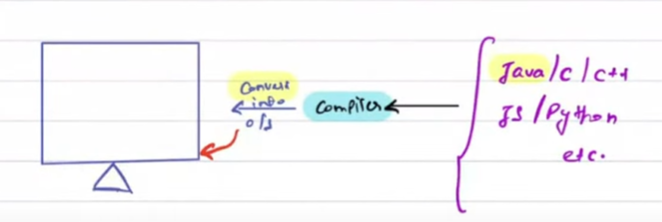 Convert
into
0/1
Compiler
Java/C/C++
JS/Python
etc.